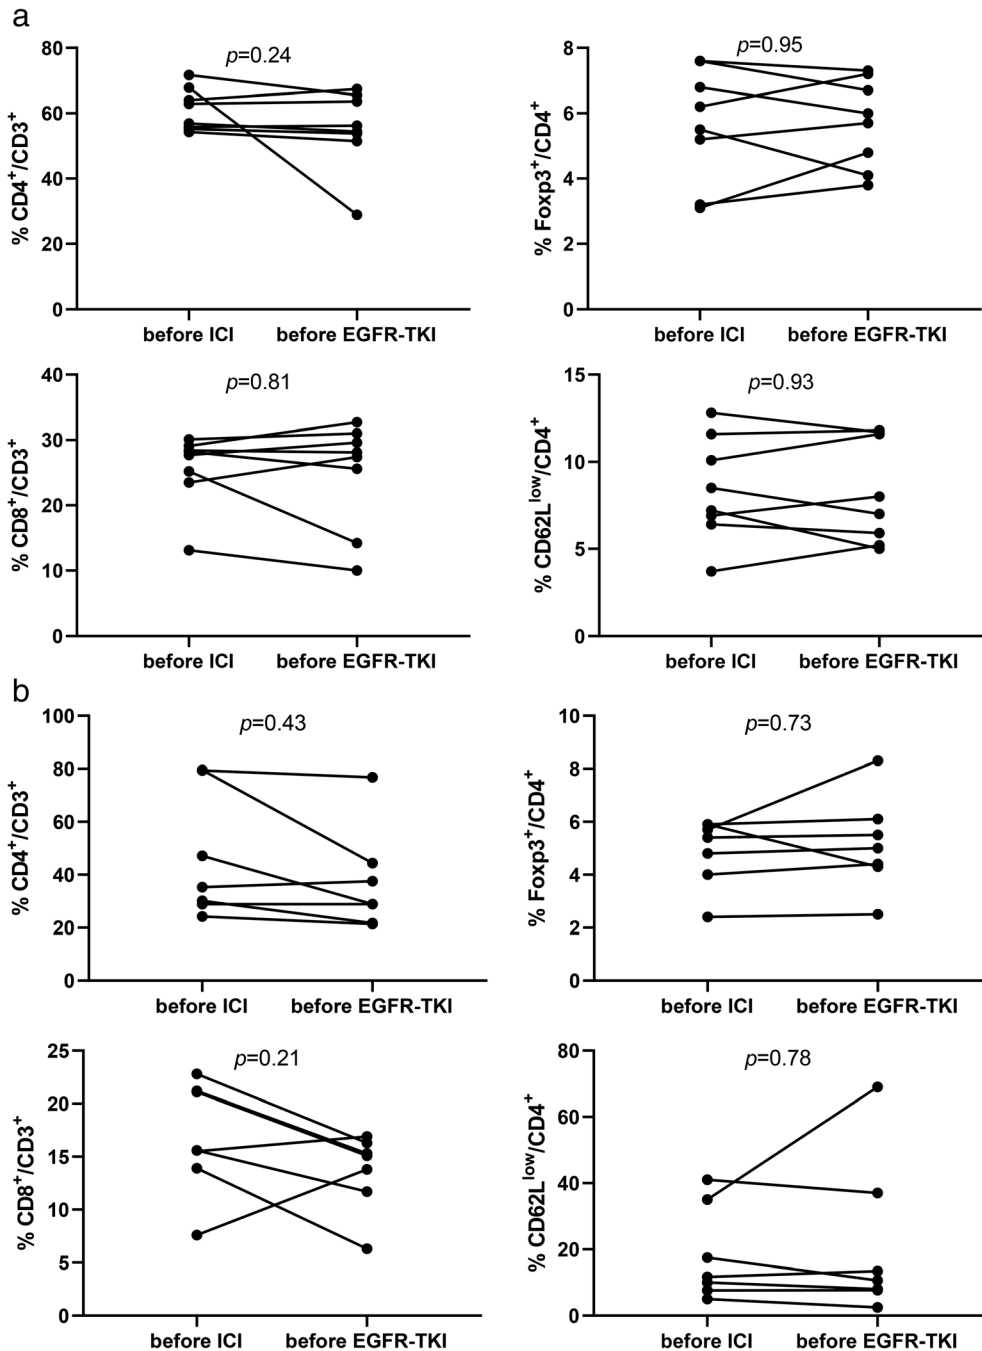 a
p=0.24
% CD4+/CD3+
80
60
40
20
0
before ICI before EGFR-TKI
p=0.95
% Foxp3+/CD4+
8
6
4
2
0
before ICI before EGFR-TKI
p=0.81
% CD8+/CD3+
40
30
20
10
0
before ICI before EGFR-TKI
p=0.93
% CD62Llow/CD4+
15
10
5
0
before ICI before EGFR-TKI
b
p=0.43
% CD4+/CD3+
100
80
60
40
20
0
before ICI before EGFR-TKI
p=0.73
% Foxp3+/CD4+
10
8
6
4
2
0
before ICI before EGFR-TKI
p=0.21
% CD8+/CD3+
25
20
15
10
5
0
before ICI before EGFR-TKI
p=0.78
% CD62Llow/CD4+
80
60
40
20
0
before ICI before EGFR-TKI